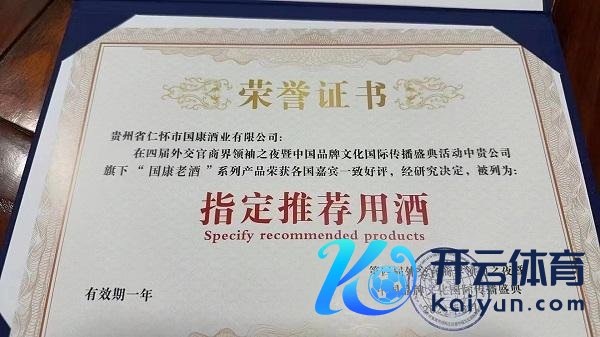 荣誉证书
贵州省仁怀市国康酒业有限公司：
在四届外交官商界领袖之夜暨中国品牌文化国际传播盛典活动中贵公司
旗下“国康老酒”系列产品荣获各国嘉宾一致好评，经研究决定，被列为：
指定推荐用酒
Specify recommended products
开云体育
kaiyun.com
有效期一年